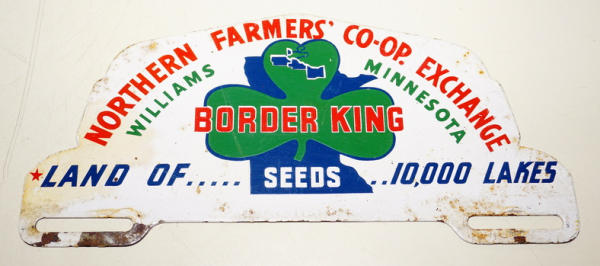 NORTHERN FARMERS' CO-OP. EXCHANGE
WILLIAMS MINNESOTA
BORDER KING
SEEDS
LAND OF..... ..10,000 LAKES